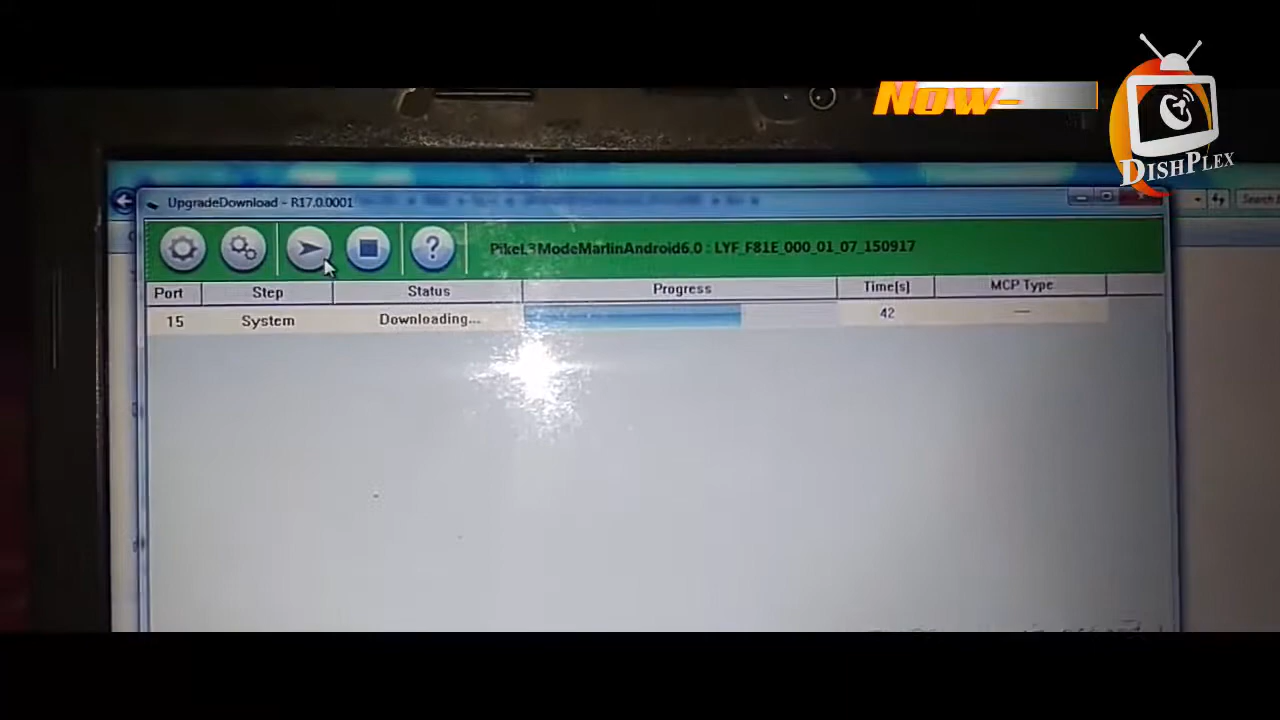 Now-
DISHPLEX
UpgradeDownload - R17.0.0001
Search
PikeL3ModeMarlinAndroid6.0 : LYF_F81E_000_01_07_150917
Port Step Status Progress Time[s] MCP Type
15 System Downloading... 42 —